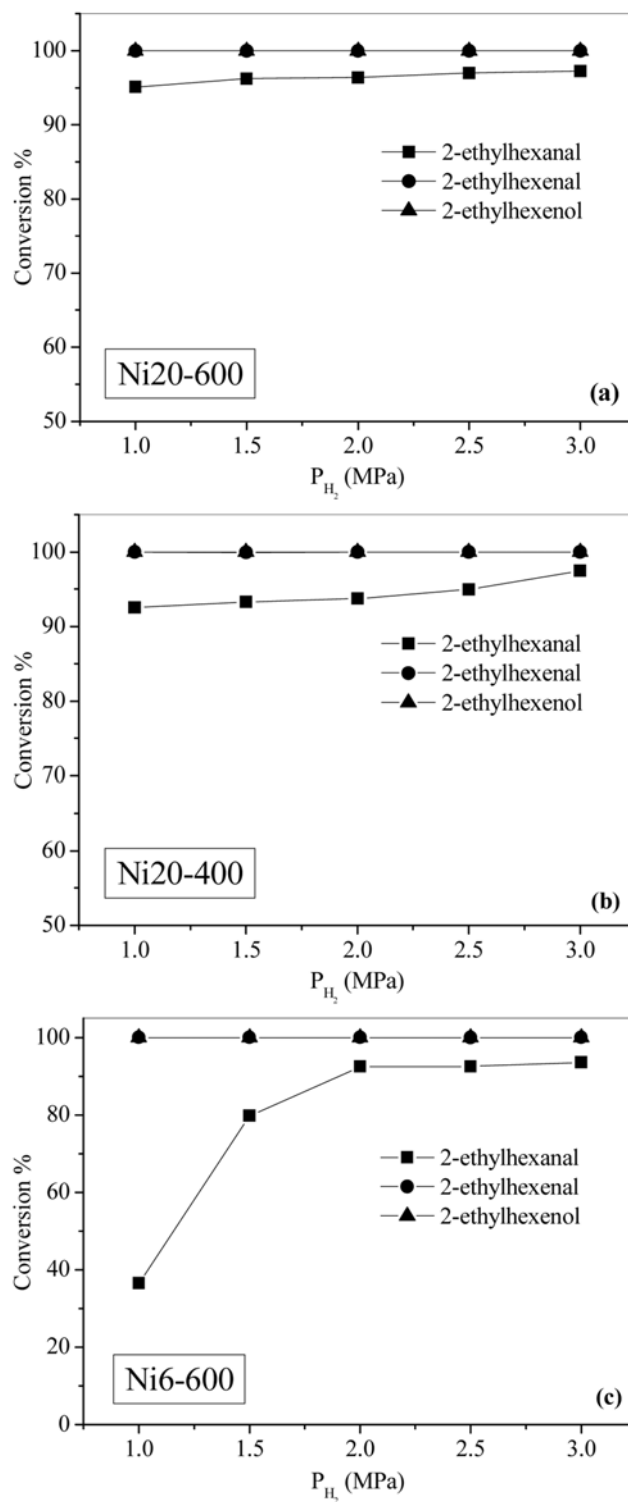 100
90
80
70
60
50
Conversion %
2-ethylhexanal
2-ethylhexenal
2-ethylhexenol
Ni20-600
(a)
1.0 1.5 2.0 2.5 3.0
P_H₂ (MPa)
100
90
80
70
60
50
Conversion %
2-ethylhexanal
2-ethylhexenal
2-ethylhexenol
Ni20-400
(b)
1.0 1.5 2.0 2.5 3.0
P_H₂ (MPa)
100
80
60
40
20
0
Conversion %
2-ethylhexanal
2-ethylhexenal
2-ethylhexenol
Ni6-600
(c)
1.0 1.5 2.0 2.5 3.0
P_H₂ (MPa)